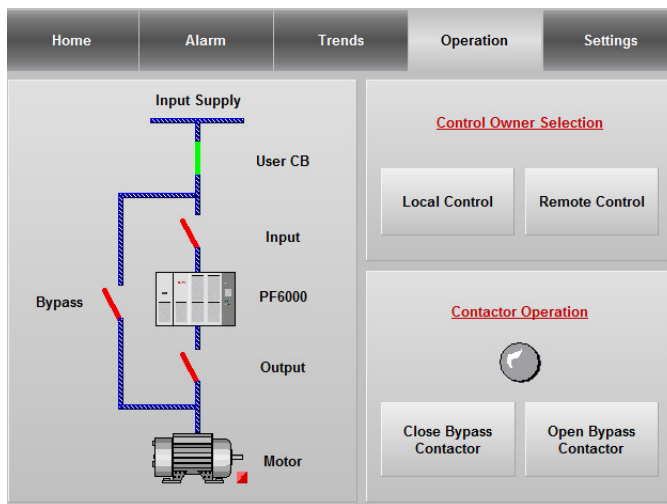 Home
Alarm
Trends
Operation
Settings
Input Supply
User CB
Input
Bypass
PF6000
Output
Motor
Control Owner Selection
Local Control
Remote Control
Contactor Operation
Close Bypass
Contactor
Open Bypass
Contactor